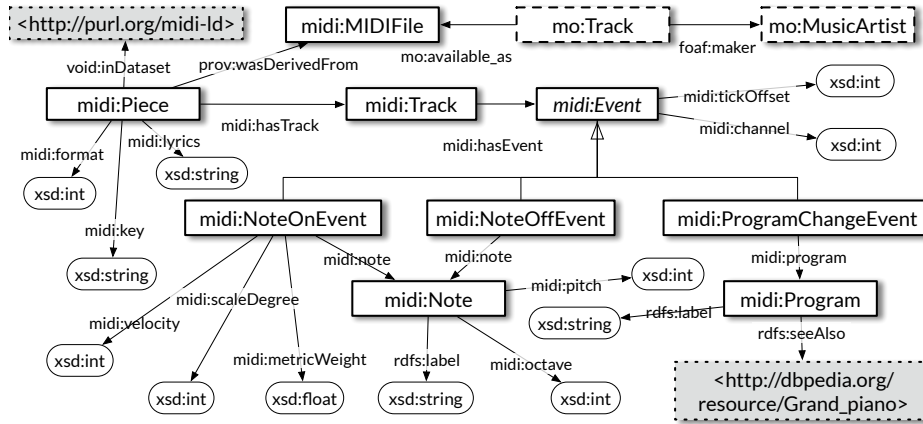 <http://purl.org/midi-ld>
midi:MIDIFile
mo:Track
mo:MusicArtist
void:inDataset
prov:wasDerivedFrom
mo:available_as
foaf:maker
midi:Piece
midi:Track
midi:Event
xsd:int
midi:tickOffset
midi:hasTrack
midi:channel
midi:format
midi:lyrics
midi:hasEvent
xsd:int
xsd:int
xsd:string
midi:key
midi:NoteOnEvent
midi:NoteOffEvent
midi:ProgramChangeEvent
xsd:string
midi:note
midi:note
midi:program
midi:scaleDegree
midi:Note
midi:pitch
xsd:int
midi:Program
midi:velocity
xsd:string
rdfs:label
rdfs:seeAlso
xsd:int
midi:metricWeight
rdfs:label
midi:octave
xsd:int
xsd:float
xsd:string
xsd:int
<http://dbpedia.org/
resource/Grand_piano>